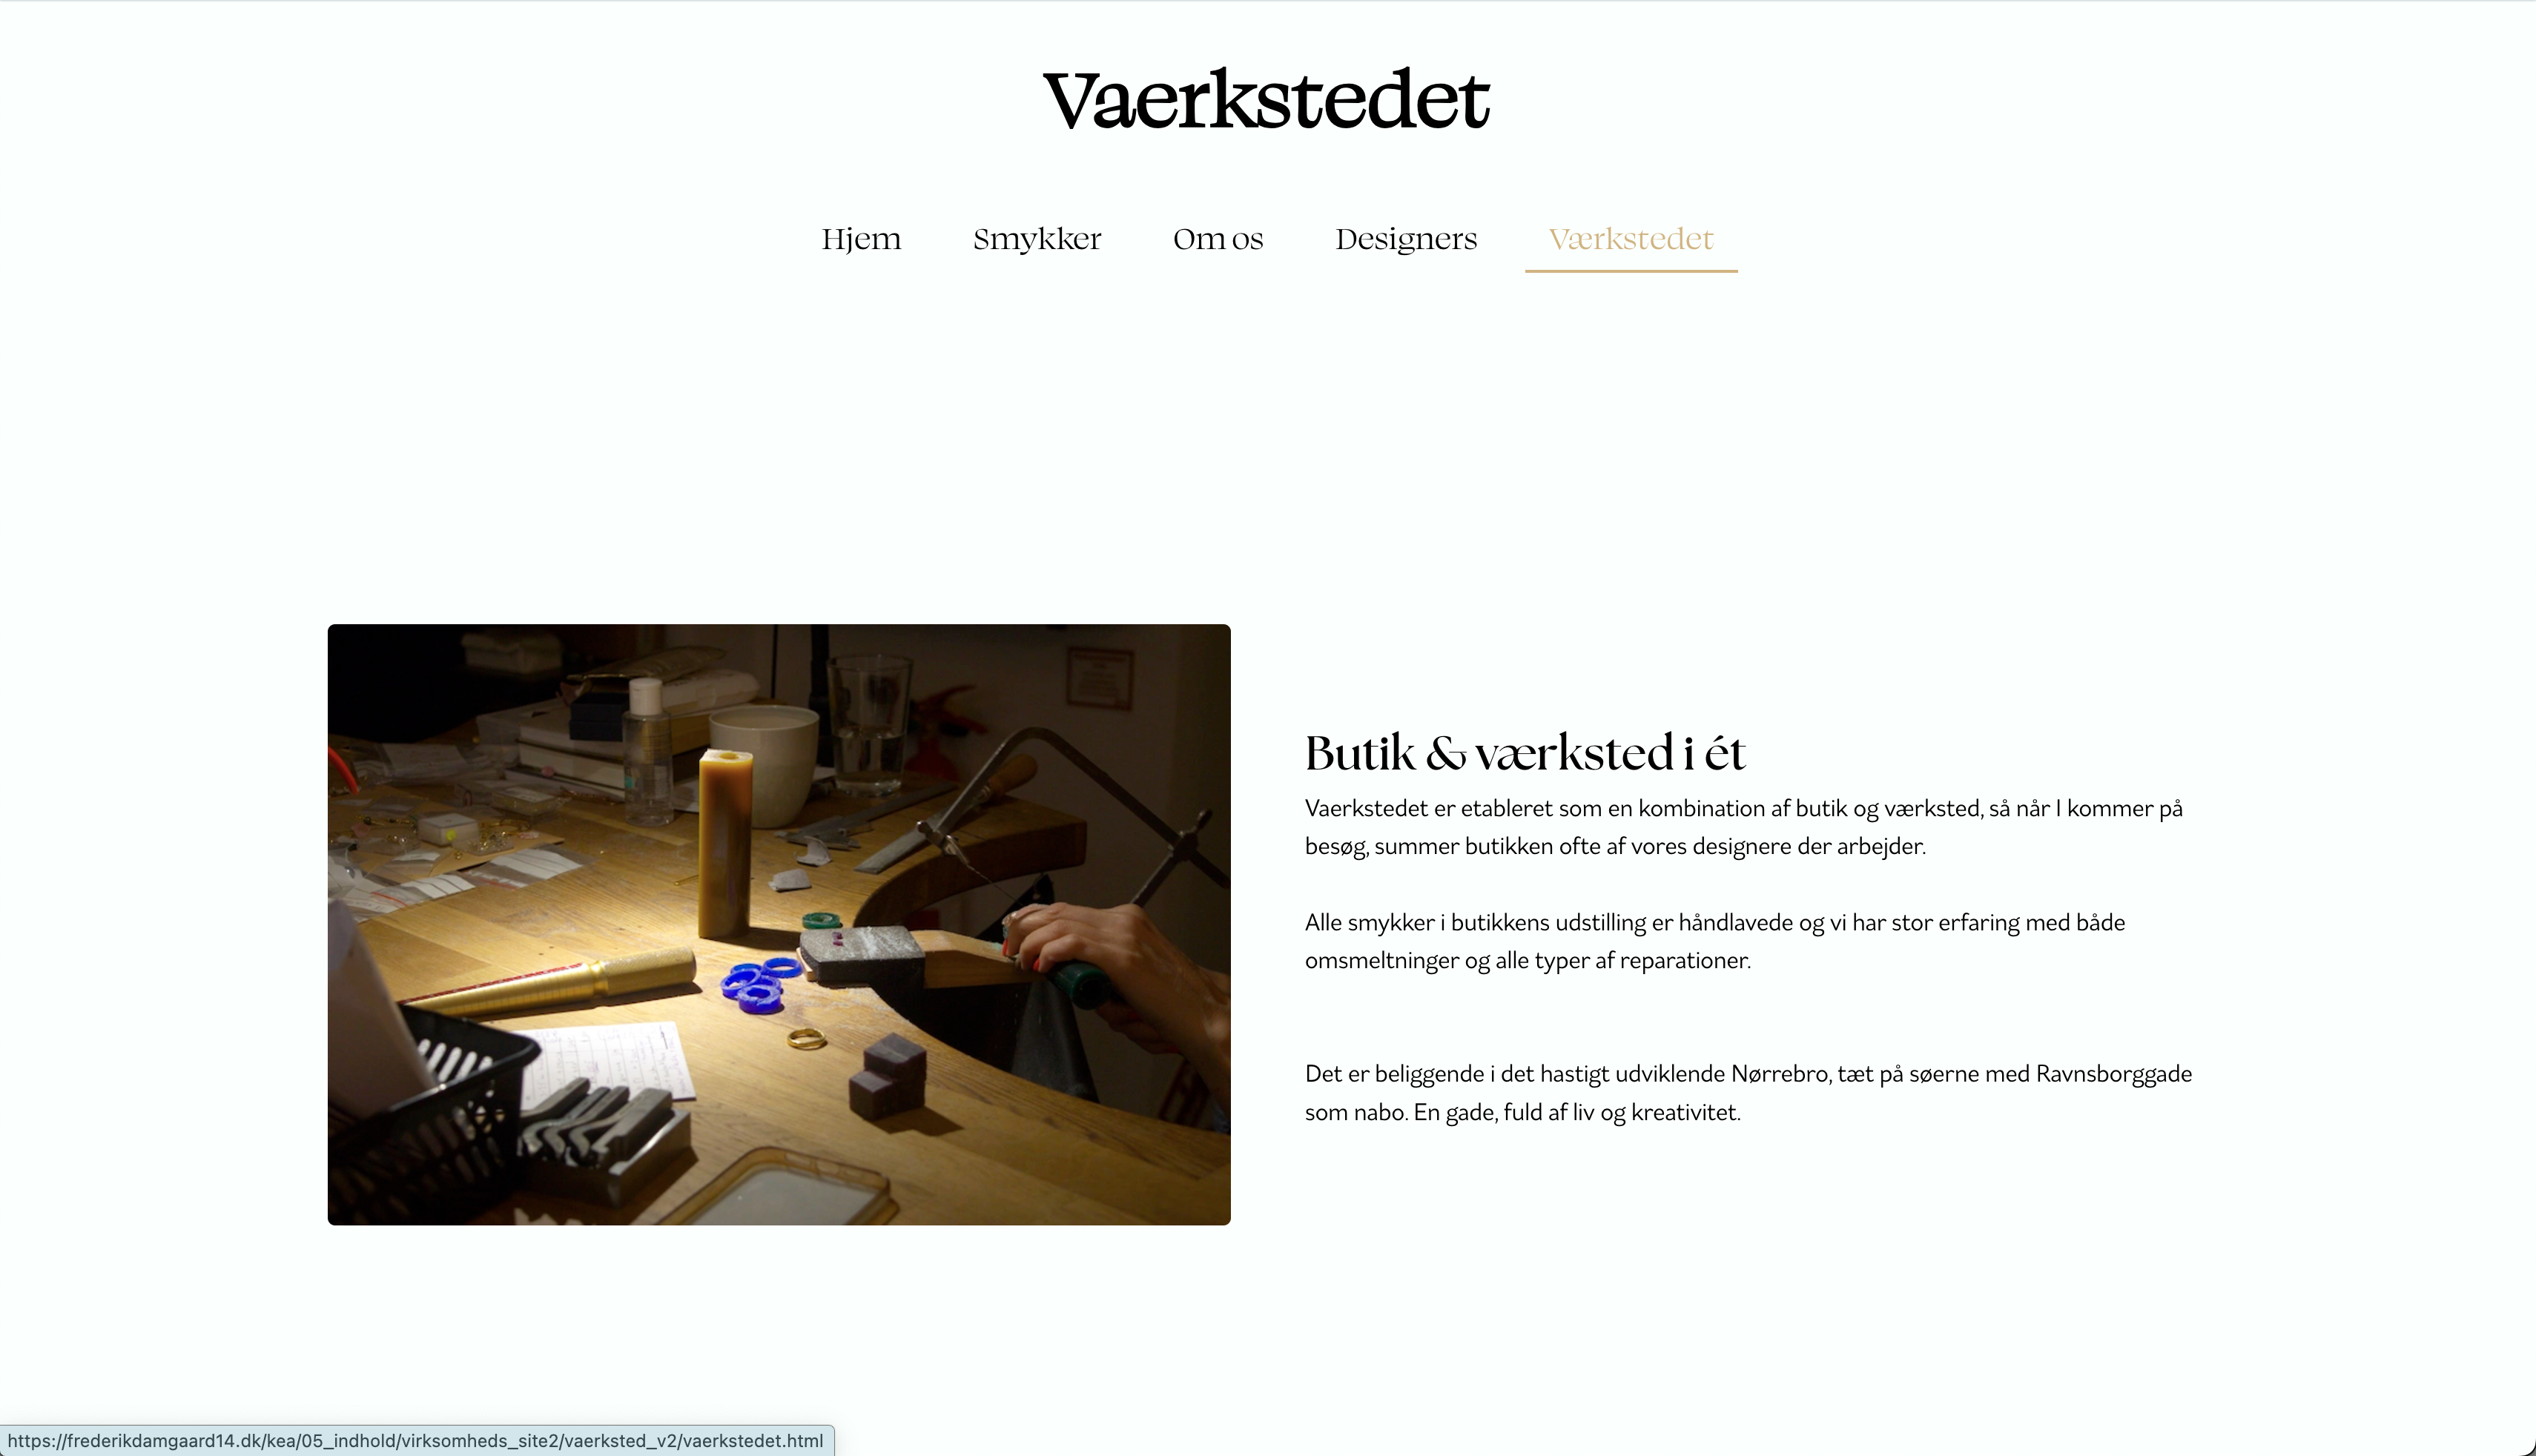 Vaerkstedet
Hjem Smykker Om os Designers Værkstedet
Butik & værksted i ét
Vaerkstedet er etableret som en kombination af butik og værksted, så når I kommer på
besøg, summer butikken ofte af vores designere der arbejder.
Alle smykker i butikkens udstilling er håndlavede og vi har stor erfaring med både
omsmeltninger og alle typer af reparationer.
Det er beliggende i det hastigt udviklende Nørrebro, tæt på søerne med Ravnsborggade
som nabo. En gade, fuld af liv og kreativitet.
https://frederikdamgaard14.dk/kea/05_indhold/virksomheds_site2/vaerksted_v2/vaerkstedet.html